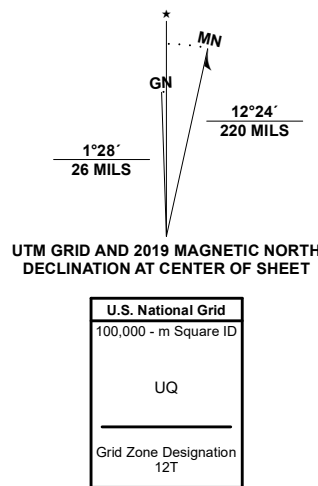 ★
MN
GN
12°24´
220 MILS
1°28´
26 MILS
UTM GRID AND 2019 MAGNETIC NORTH
DECLINATION AT CENTER OF SHEET
U.S. National Grid
100,000 - m Square ID
UQ
Grid Zone Designation
12T